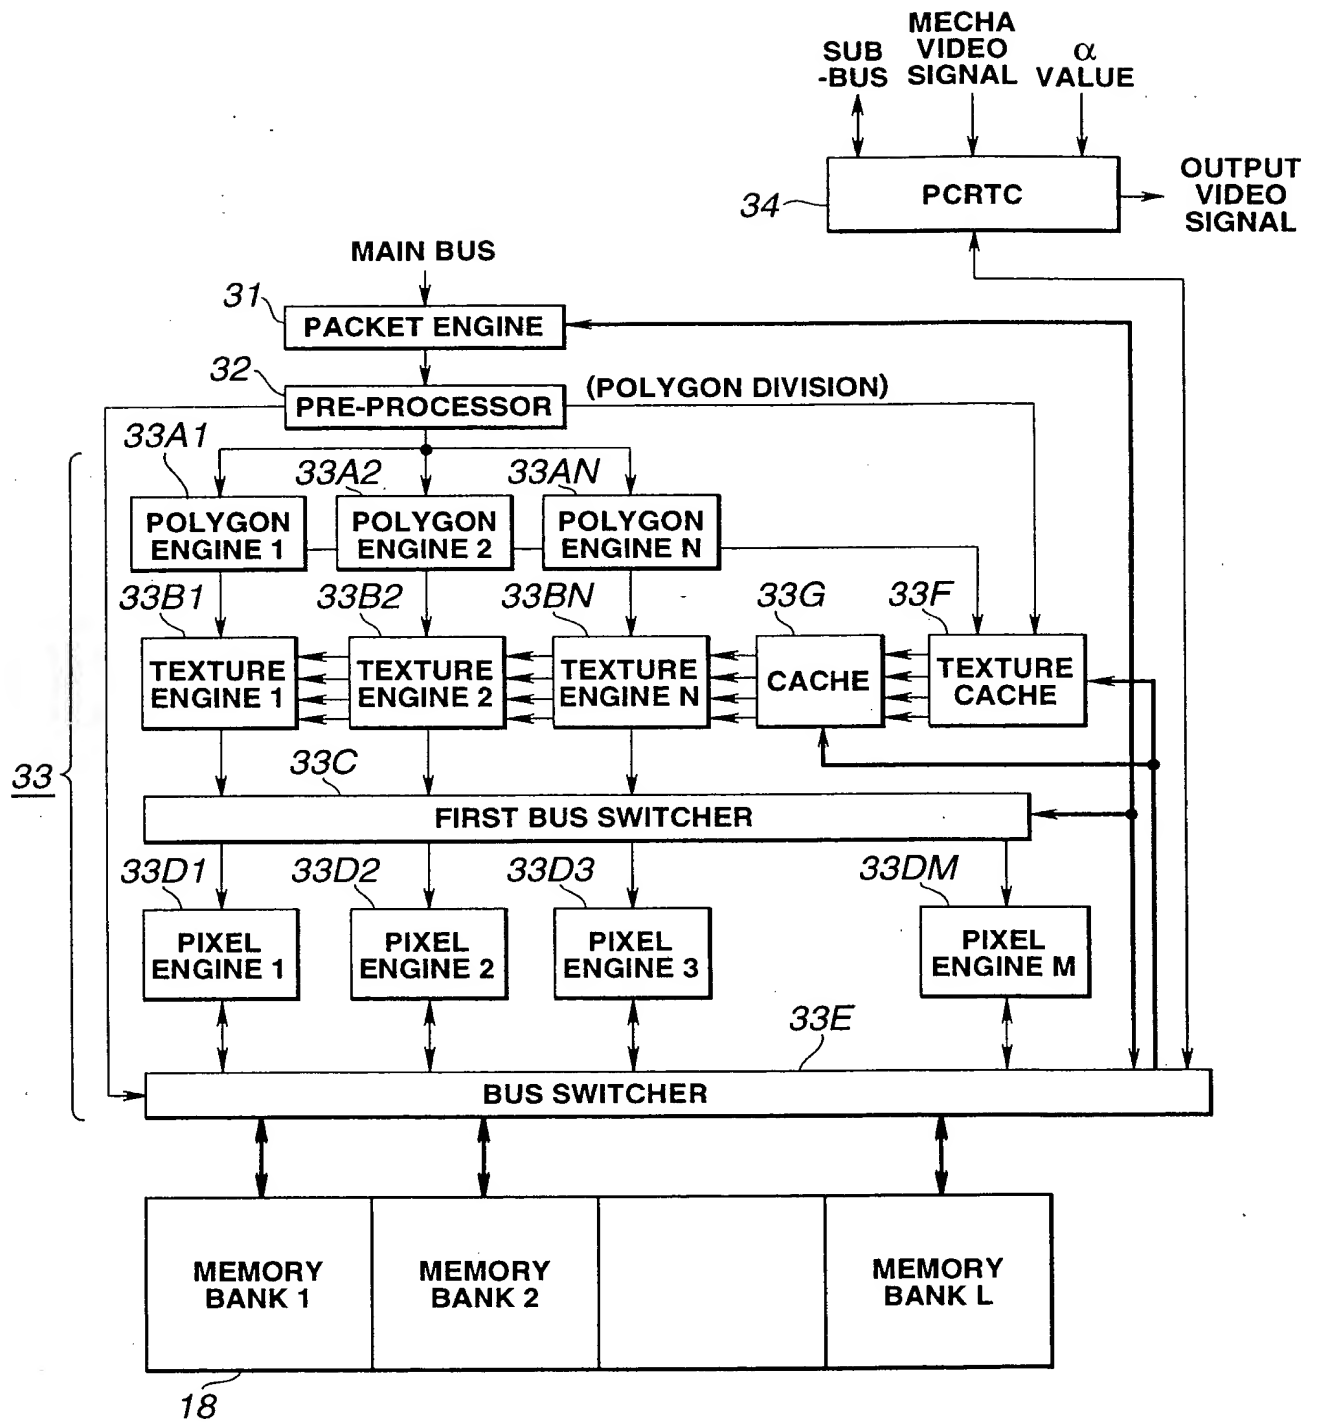 SUB
-BUS
MECHA
VIDEO
SIGNAL
α
VALUE
34
PCRTC
OUTPUT
VIDEO
SIGNAL
MAIN BUS
31
PACKET ENGINE
32
PRE-PROCESSOR
(POLYGON DIVISION)
33A1
33A2
33AN
POLYGON
ENGINE 1
POLYGON
ENGINE 2
POLYGON
ENGINE N
33B1
33B2
33BN
33G
33F
TEXTURE
ENGINE 1
TEXTURE
ENGINE 2
TEXTURE
ENGINE N
CACHE
TEXTURE
CACHE
33
33C
FIRST BUS SWITCHER
33D1
33D2
33D3
33DM
PIXEL
ENGINE 1
PIXEL
ENGINE 2
PIXEL
ENGINE 3
PIXEL
ENGINE M
33E
BUS SWITCHER
MEMORY
BANK 1
MEMORY
BANK 2
MEMORY
BANK L
18